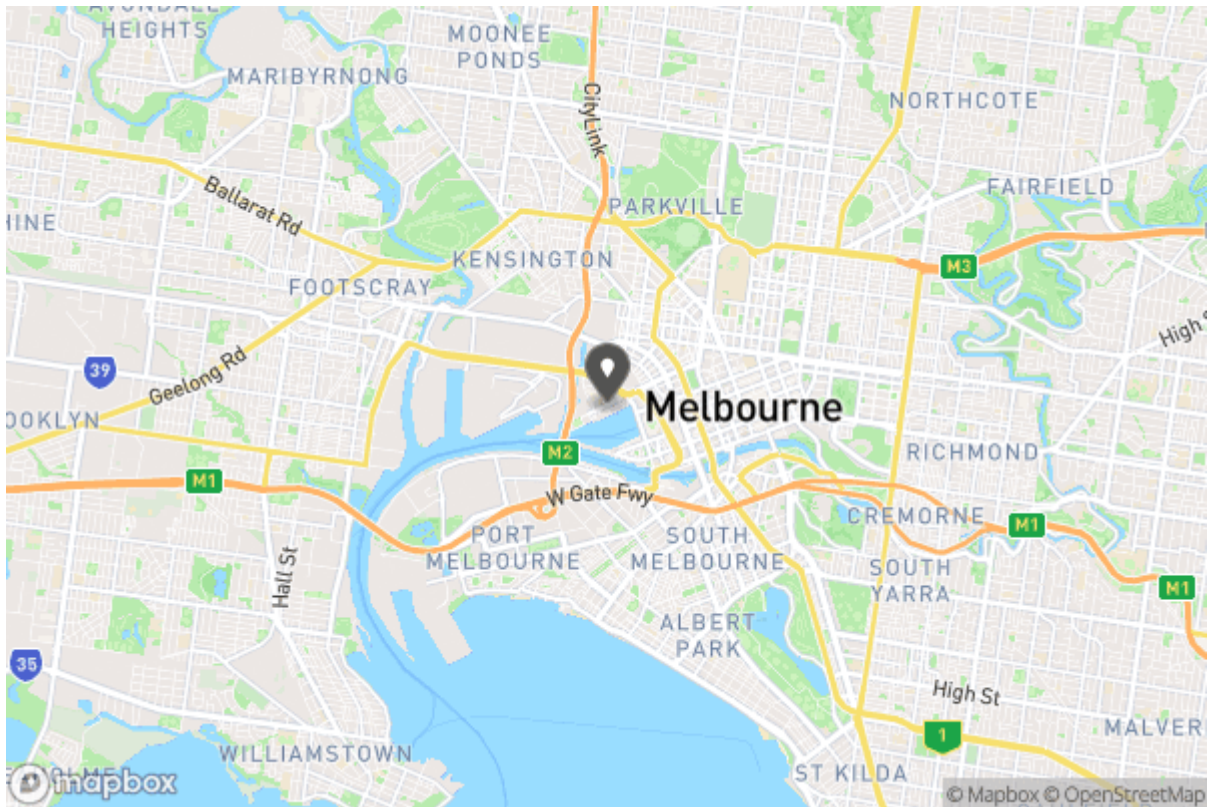 AVONDALE
HEIGHTS
MOONEE
PONDS
MARIBYRNONG
CityLink
NORTHCOTE
Ballarat Rd
FAIRFIELD
PARKVILLE
HINE
KENSINGTON
M3
FOOTSCRAY
High S
39
Geelong Rd
Melbourne
OOKLYN
M2
RICHMOND
M1
W Gate Fwy
CREMORNE
M1
PORT
MELBOURNE
SOUTH
MELBOURNE
Hall St
SOUTH
YARRA
M1
ALBERT
PARK
35
High St
1
MALVER
WILLIAMSTOWN
ST KILDA
mapbox
© Mapbox © OpenStreetMap